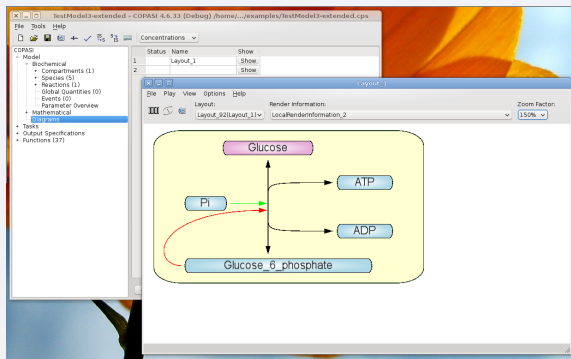 TestModel3-extended - COPASI 4.6.33 (Debug) /home/.../examples/TestModel3-extended.cps
File Tools Help
Concentrations
COPASI
Model
Biochemical
Compartments (1)
Species (5)
Reactions (1)
Global Quantities (0)
Events (0)
Parameter Overview
Mathematical
Diagrams
Tasks
Output Specifications
Functions (37)
Status Name Show
1 Layout_1 Show
2 Show
Layout_1
File Play View Options Help
Layout: Render Information: Zoom Factor:
Layout_92(Layout_1) LocalRenderInformation_2 150%
Glucose
ATP
Pi
ADP
Glucose_6_phosphate